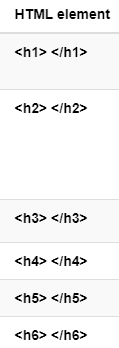 HTML element
<h1> </h1>
<h2> </h2>
<h3> </h3>
<h4> </h4>
<h5> </h5>
<h6> </h6>